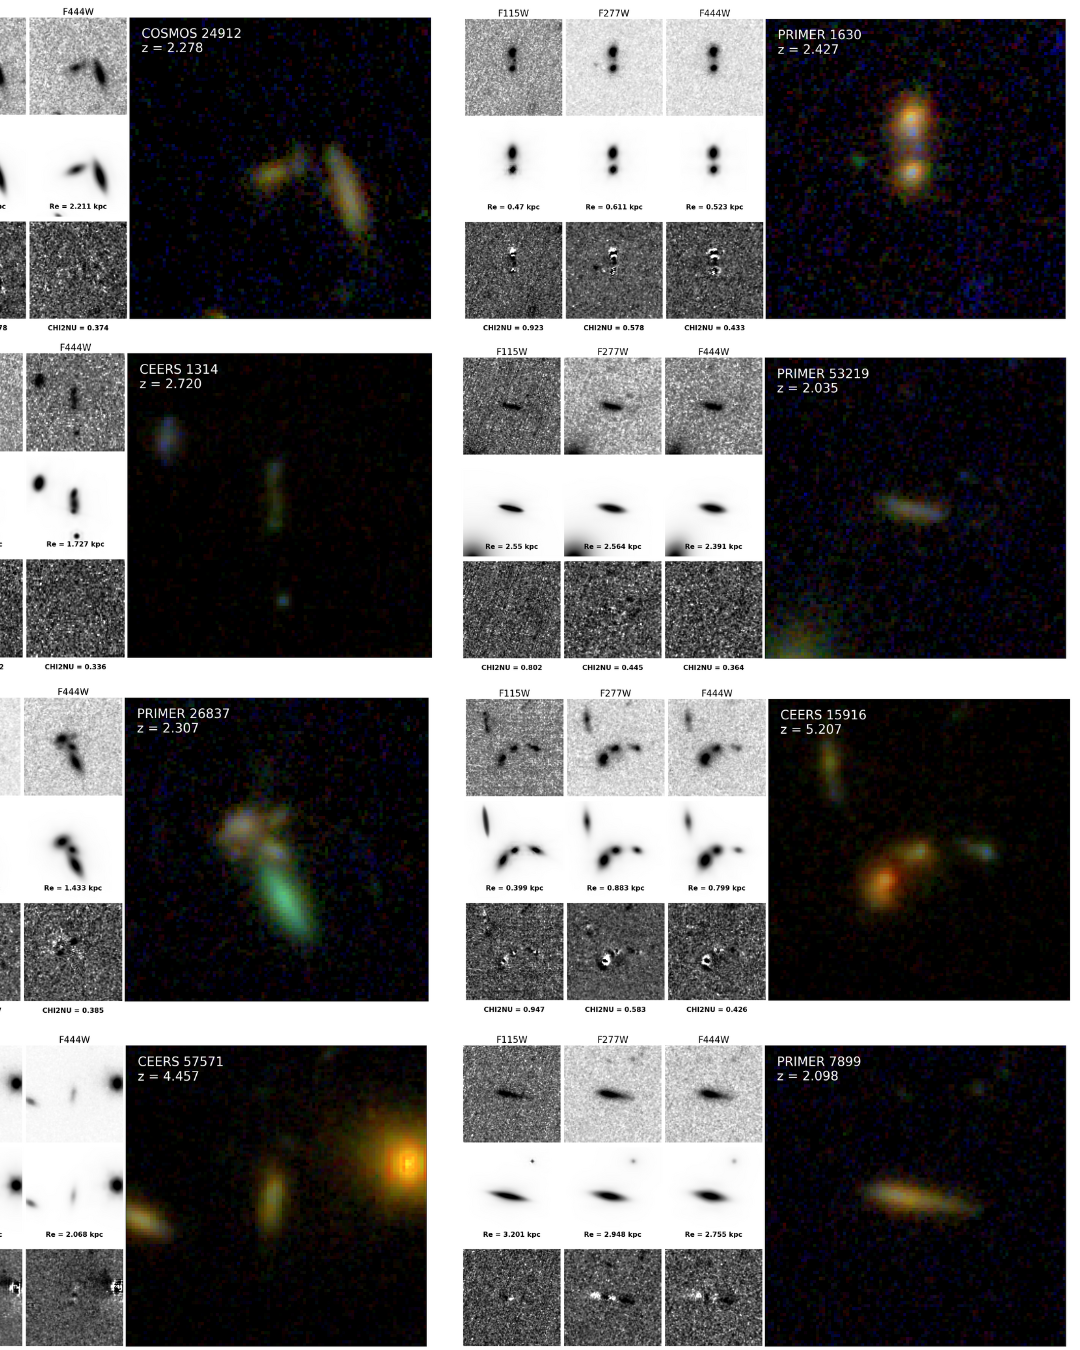 F444W
COSMOS 24912
z = 2.278
Re = 2.211 kpc
CHI2NU = 0.374
F115W F277W F444W
PRIMER 1630
z = 2.427
Re = 0.47 kpc Re = 0.611 kpc Re = 0.523 kpc
CHI2NU = 0.923 CHI2NU = 0.578 CHI2NU = 0.433
F444W
CEERS 1314
z = 2.720
Re = 1.727 kpc
CHI2NU = 0.336
F115W F277W F444W
PRIMER 53219
z = 2.035
Re = 2.55 kpc Re = 2.564 kpc Re = 2.391 kpc
CHI2NU = 0.802 CHI2NU = 0.445 CHI2NU = 0.364
F444W
PRIMER 26837
z = 2.307
Re = 1.433 kpc
CHI2NU = 0.385
F115W F277W F444W
CEERS 15916
z = 5.207
Re = 0.399 kpc Re = 0.883 kpc Re = 0.799 kpc
CHI2NU = 0.947 CHI2NU = 0.583 CHI2NU = 0.426
F444W
CEERS 57571
z = 4.457
Re = 2.068 kpc
F115W F277W F444W
PRIMER 7899
z = 2.098
Re = 3.201 kpc Re = 2.948 kpc Re = 2.755 kpc